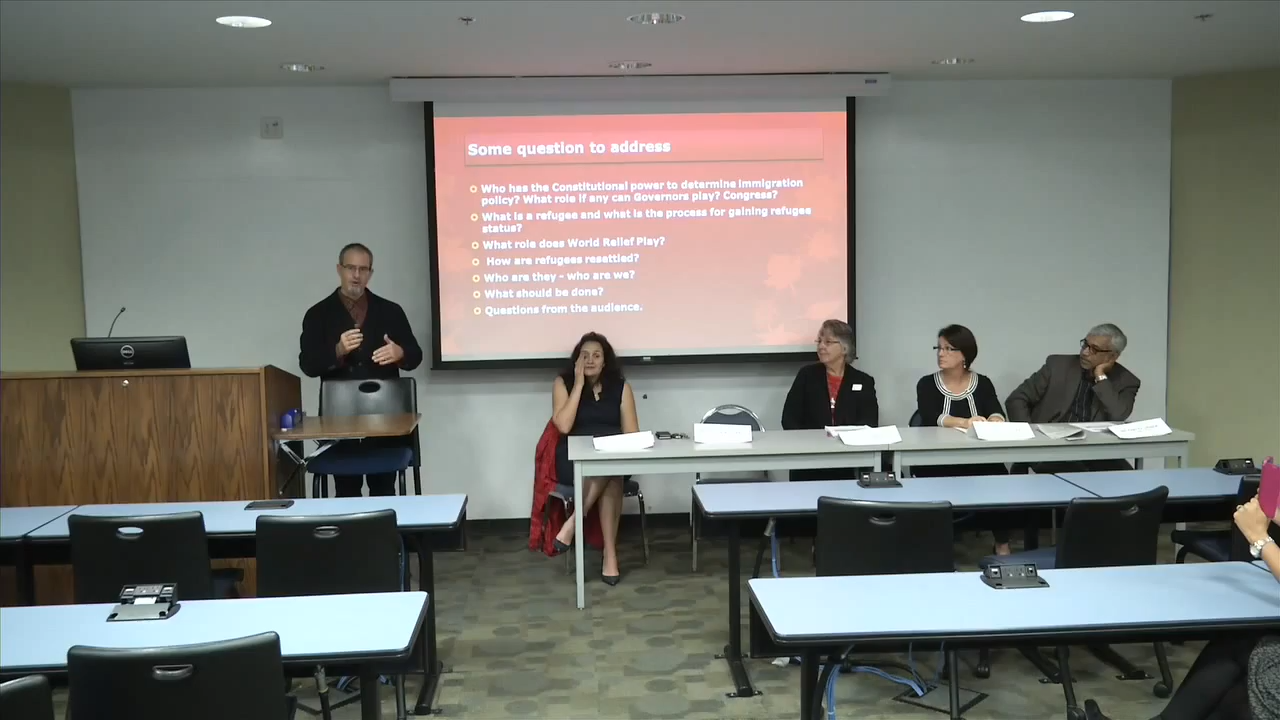 Some question to address
Who has the Constitutional power to determine immigration
policy? What role if any can Governors play? Congress?
What is a refugee and what is the process for gaining refugee
status?
What role does World Relief Play?
How are refugees resettled?
Who are they - who are we?
What should be done?
Questions from the audience.
DELL